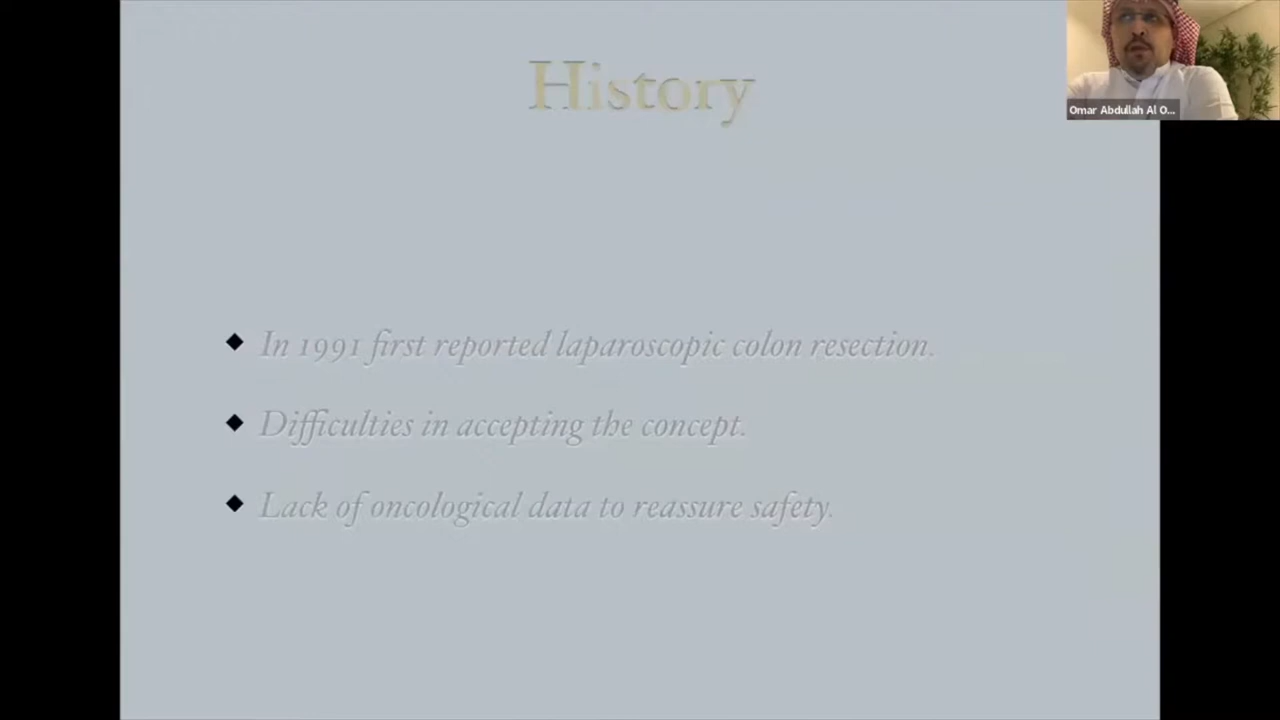 History
Omar Abdullah Al O...
In 1991 first reported laparoscopic colon resection.
Difficulties in accepting the concept.
Lack of oncological data to reassure safety.